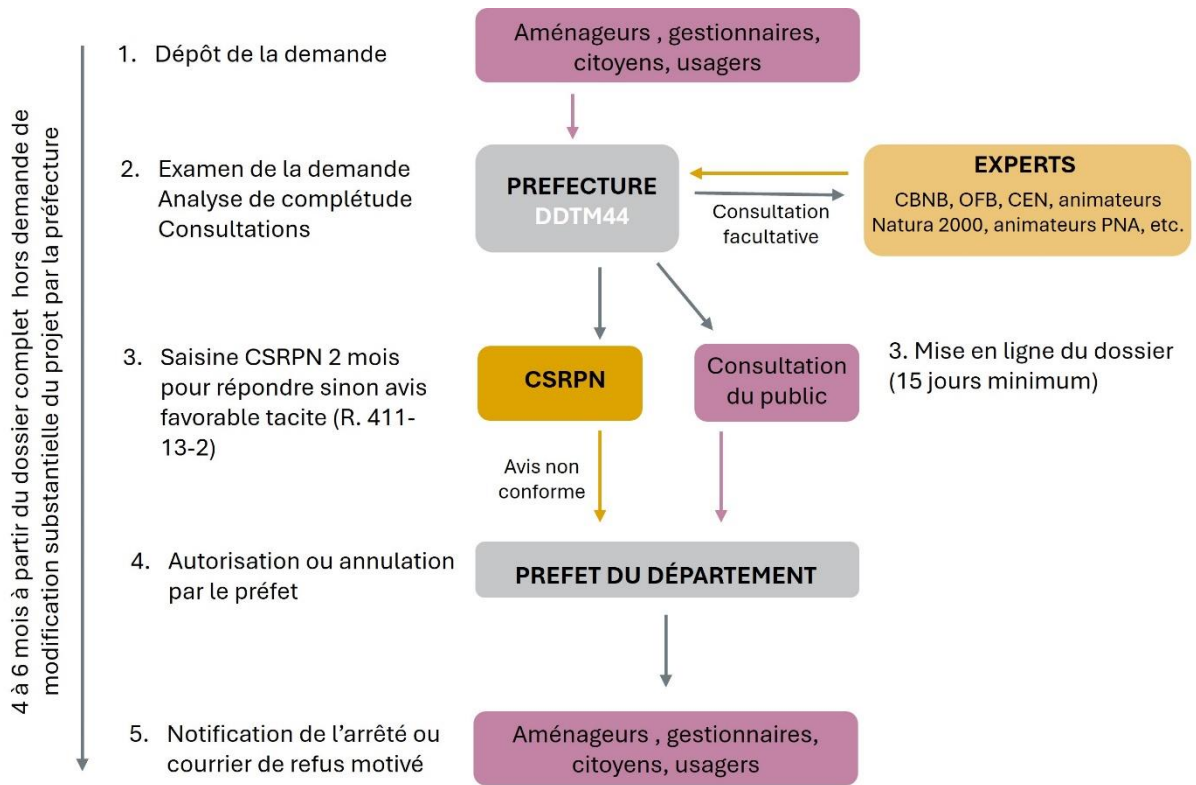 4 à 6 mois à partir du dossier complet hors demande de
modification substantielle du projet par la préfecture
1. Dépôt de la demande
Aménageurs , gestionnaires,
citoyens, usagers
2. Examen de la demande
Analyse de complétude
Consultations
PREFECTURE
DDTM44
Consultation
facultative
EXPERTS
CBNB, OFB, CEN, animateurs
Natura 2000, animateurs PNA, etc.
3. Saisine CSRPN 2 mois
pour répondre sinon avis
favorable tacite (R. 411-
13-2)
CSRPN
Consultation
du public
3. Mise en ligne du dossier
(15 jours minimum)
Avis non
conforme
4. Autorisation ou annulation
par le préfet
PREFET DU DÉPARTEMENT
5. Notification de l'arrêté ou
courrier de refus motivé
Aménageurs , gestionnaires,
citoyens, usagers